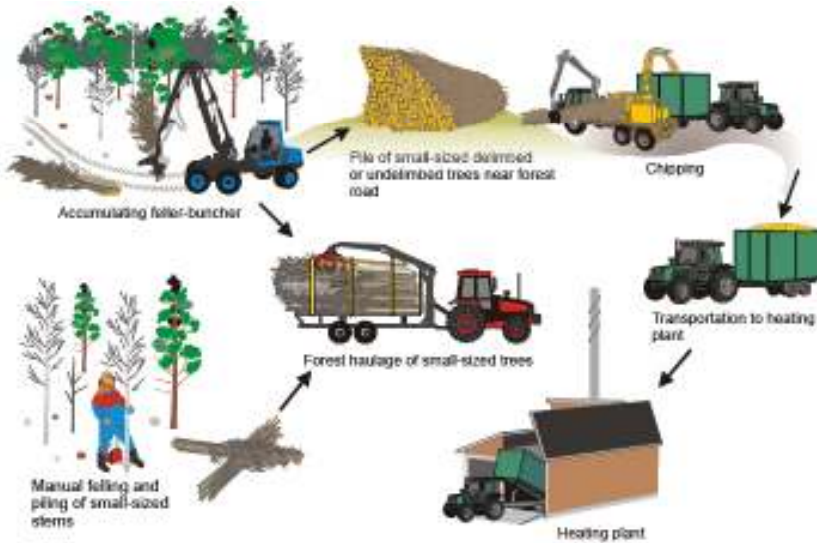 Accumulating feller-buncher
Pile of small-sized delimbed
or undelimbed trees near forest
road
Chipping
Transportation to heating
plant
Forest haulage of small-sized trees
Manual felling and
piling of small-sized
stems
Heating plant